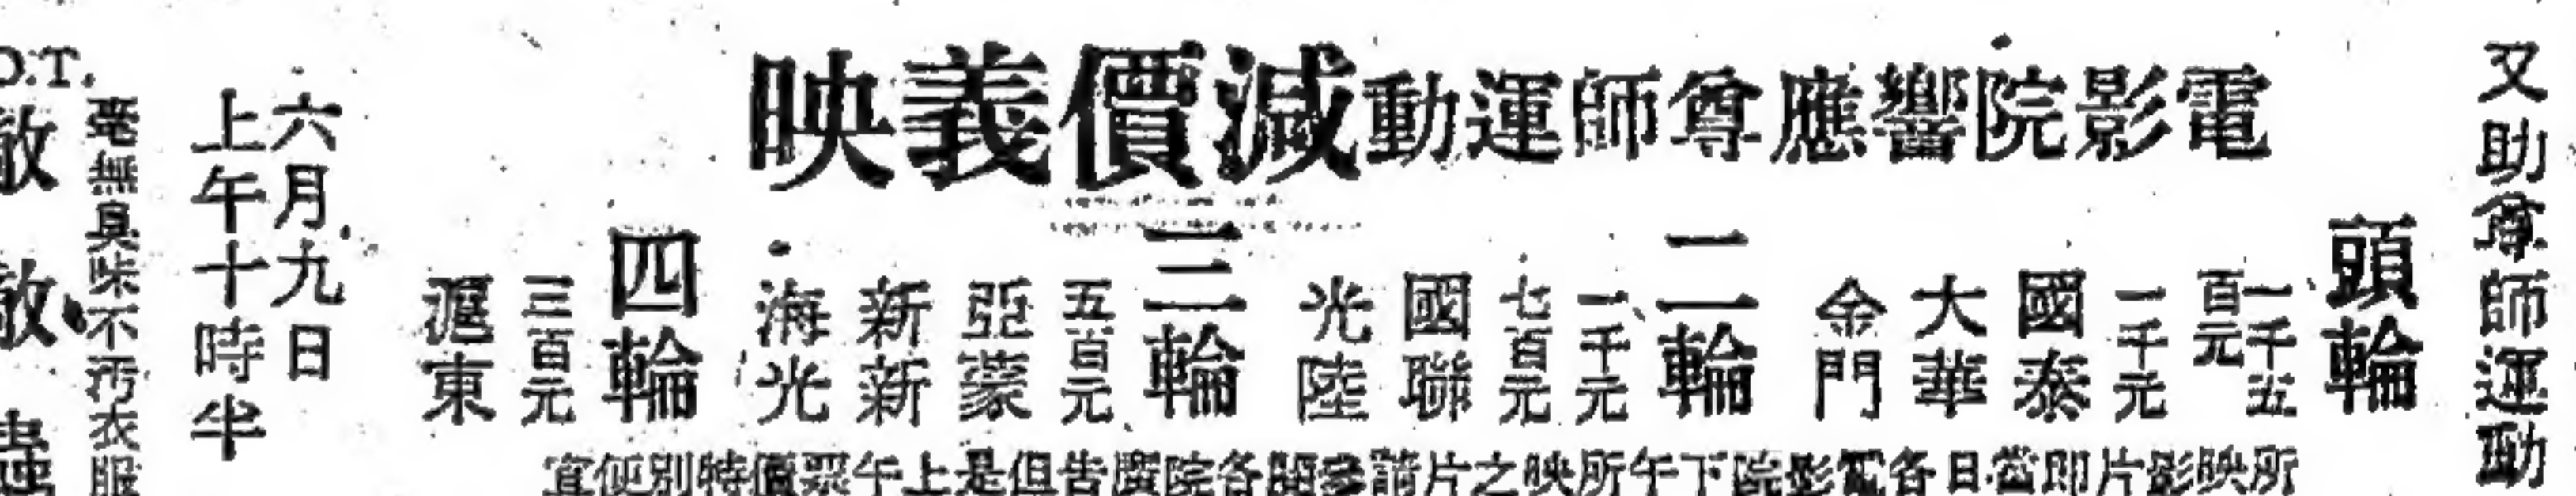 又助尊師運動
電影院響應尊師運動減價義映
頭輪
一千五百元
一千元
國泰
大華
金門
二輪
一千元
七百元
國聯
光陸
三輪
五百元
亞蒙
新新
海光
四輪
三百元
滬東
所映影片即當日各電影院下午所映之片請參閱各院廣告但是上午票價特別便宜
六月九日
上午十時半
毫無臭味不汚衣服
D.T.